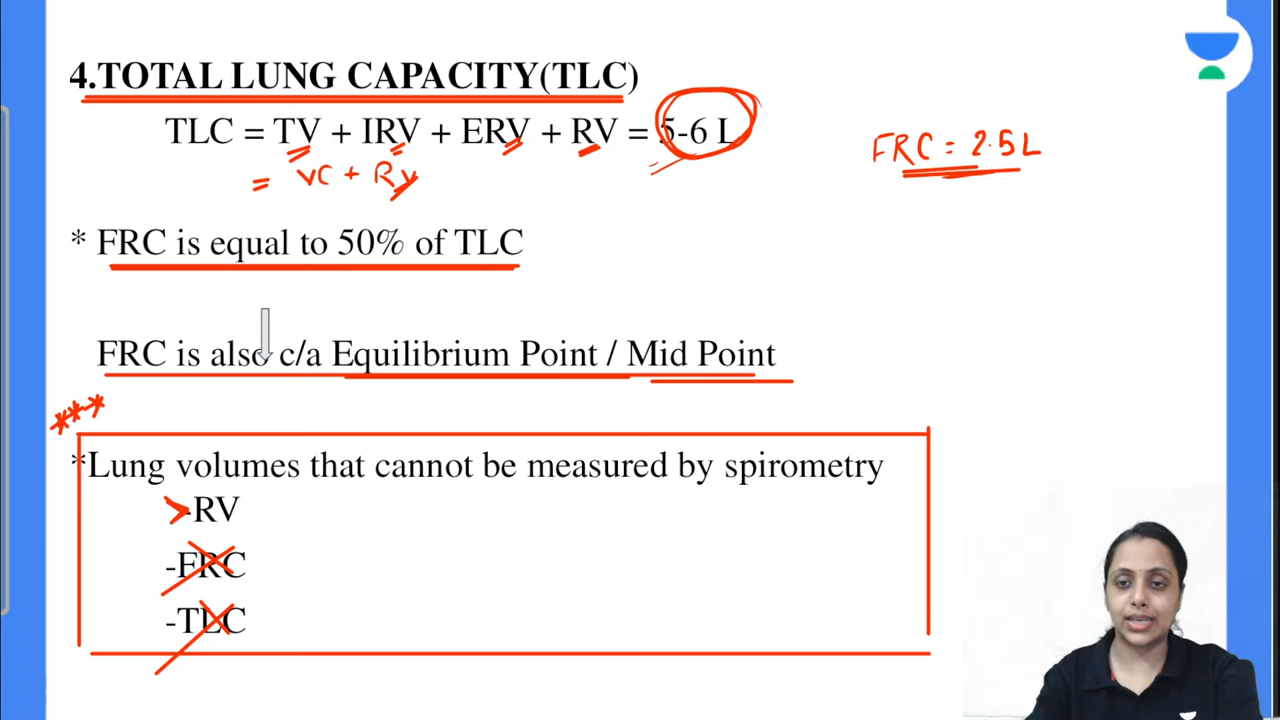 4.TOTAL LUNG CAPACITY(TLC)
TLC = TV + IRV + ERV + RV = 5-6 L
FRC = 2.5L
= VC + RV
* FRC is equal to 50% of TLC
FRC is also c/a Equilibrium Point / Mid Point
***
*Lung volumes that cannot be measured by spirometry
-RV
-FRC
-TLC